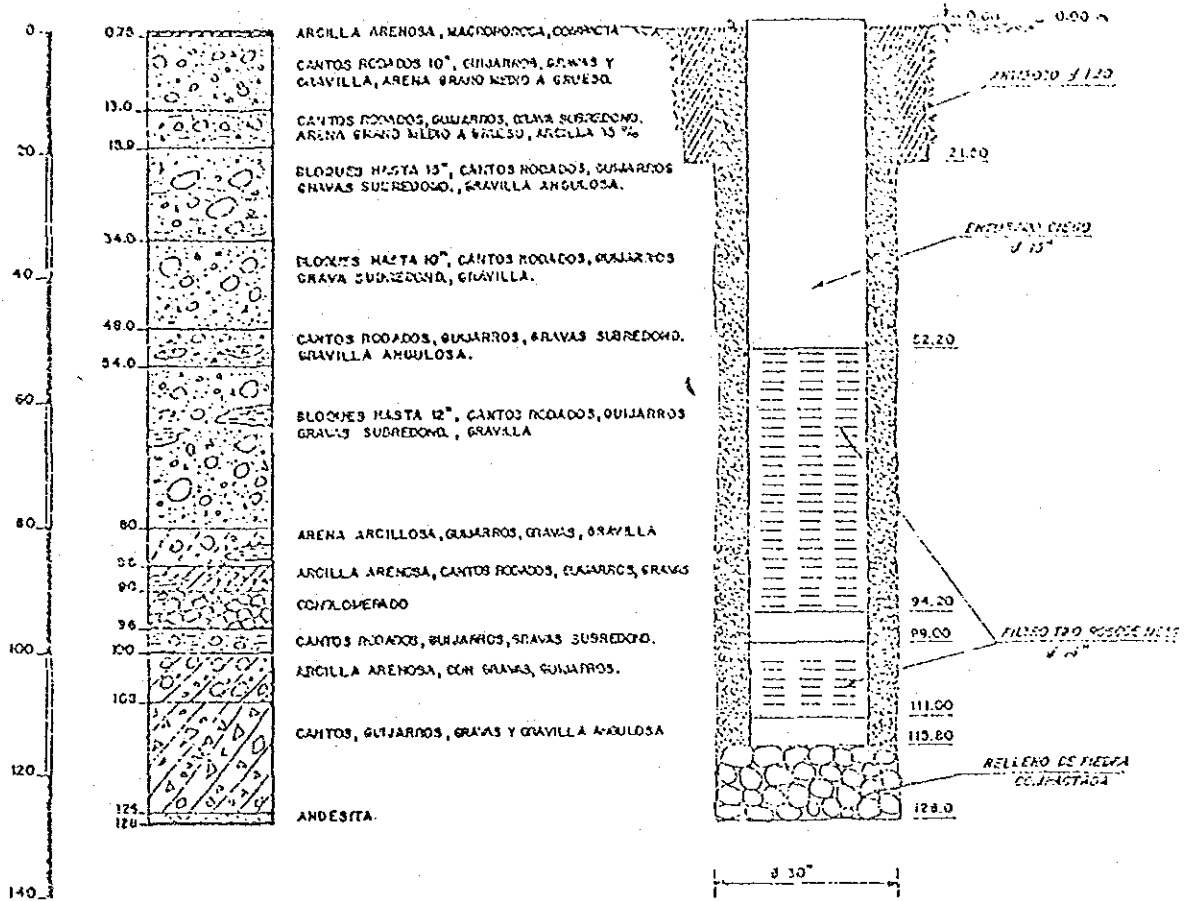 0
20
40
60
80
100
120
140
0.75
13.0
34.0
48.0
54.0
80
90
96
100
ARCILLA ARENOSA, MACROPOROSA, COMPACTA
CANTOS RODADOS 10", GUIJARROS, GRAVAS Y
GRAVILLA, ARENA GRANO MEDIO A GRUESO.
CANTOS RODADOS, GUIJARROS, GRAVA SUBREDOND.
ARENA GRANO MEDIO A GRUESO, ARCILLA 15 %
BLOQUES HASTA 15", CANTOS RODADOS, GUIJARROS
GRAVAS SUBREDOND., GRAVILLA ANGULOSA.
BLOQUES HASTA 10", CANTOS RODADOS, GUIJARROS
GRAVA SUBREDOND., GRAVILLA.
CANTOS RODADOS, GUIJARROS, GRAVAS SUBREDOND.
GRAVILLA ANGULOSA.
BLOQUES HASTA 12", CANTOS RODADOS, GUIJARROS
GRAVAS SUBREDOND., GRAVILLA
ARENA ARCILLOSA, GUIJARROS, GRAVAS, GRAVILLA
ARCILLA ARENOSA, CANTOS RODADOS, GUIJARROS, GRAVAS
CONGLOMERADO
CANTOS RODADOS, GUIJARROS, GRAVAS SUBREDOND.
ARCILLA ARENOSA, CON GRAVAS, GUIJARROS.
CANTOS, GUIJARROS, GRAVAS Y GRAVILLA ANGULOSA
ANDESITA.
0.00
0.00
21.00
ENTUBADO CIEGO
ø 15"
52.20
94.20
99.00
111.00
115.80
RELLENO DE PIEDRA
COMPACTADA
128.0
ø 30"